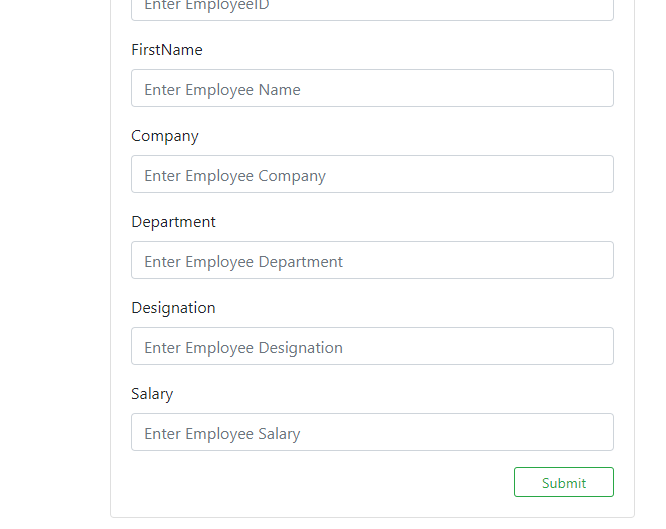 Enter EmployeeID
FirstName
Enter Employee Name
Company
Enter Employee Company
Department
Enter Employee Department
Designation
Enter Employee Designation
Salary
Enter Employee Salary
Submit